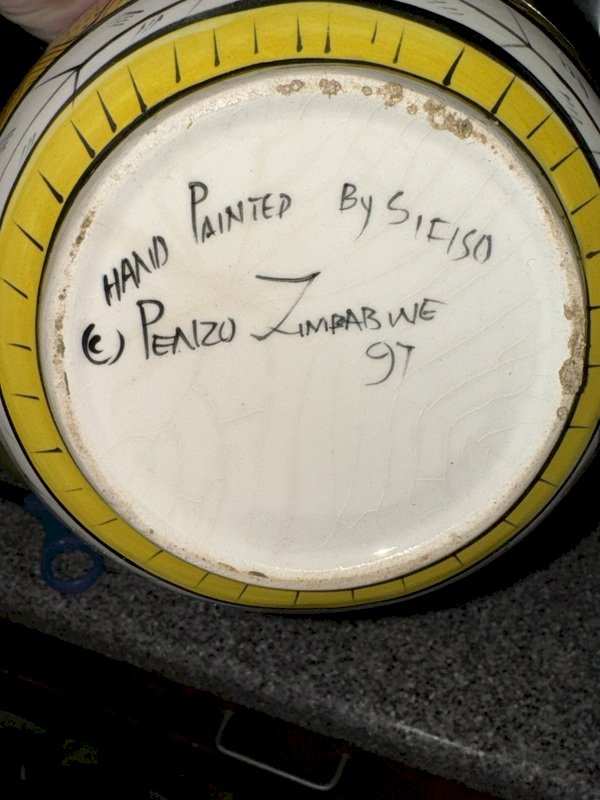 HAND PAINTED By SIFISO
© PENZO ZIMBABWE
97